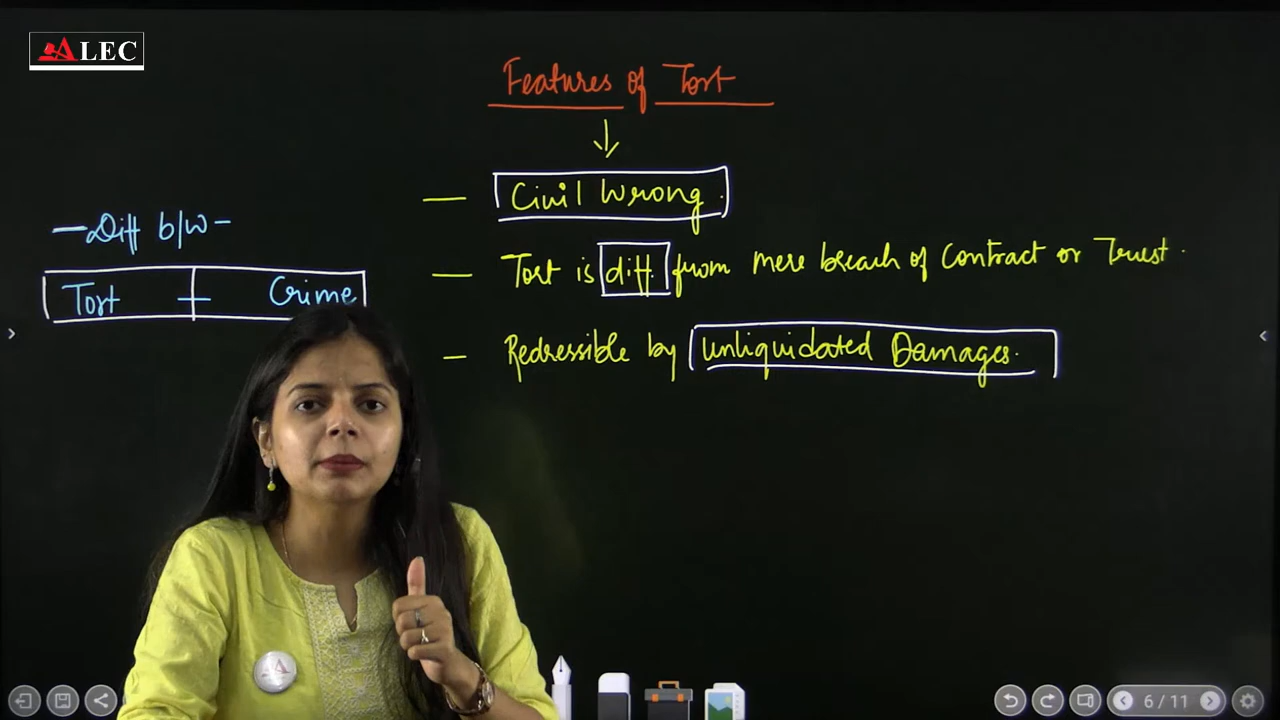 ALEC
Features of Tort
— Civil Wrong.
— Diff b/w —
— Tort is diff. from mere breach of Contract or Trust.
Tort Crime
— Redressible by Unliquidated Damages.
A
6 / 11